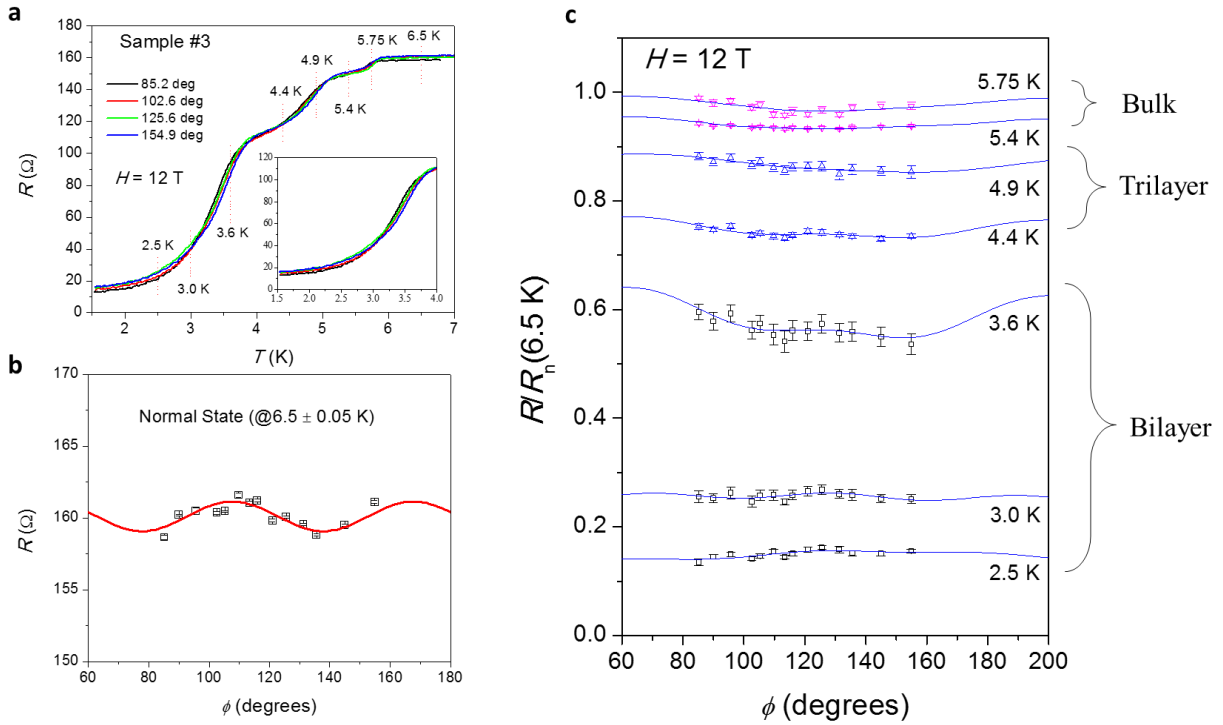 a
180
160
140
120
100
80
60
40
20
0
R (Ω)
Sample #3
85.2 deg
102.6 deg
125.6 deg
154.9 deg
H = 12 T
2.5 K
3.0 K
3.6 K
4.4 K
4.9 K
5.4 K
5.75 K
6.5 K
120
100
80
60
40
20
0
1.5 2.0 2.5 3.0 3.5 4.0
2 3 4 5 6 7
T (K)
b
170
165
160
155
150
R (Ω)
Normal State (@6.5 ± 0.05 K)
60 80 100 120 140 160 180
ϕ (degrees)
c
H = 12 T
1.0
0.8
0.6
0.4
0.2
0.0
R/Rn(6.5 K)
5.75 K
5.4 K
4.9 K
4.4 K
3.6 K
3.0 K
2.5 K
Bulk
Trilayer
Bilayer
60 80 100 120 140 160 180 200
ϕ (degrees)